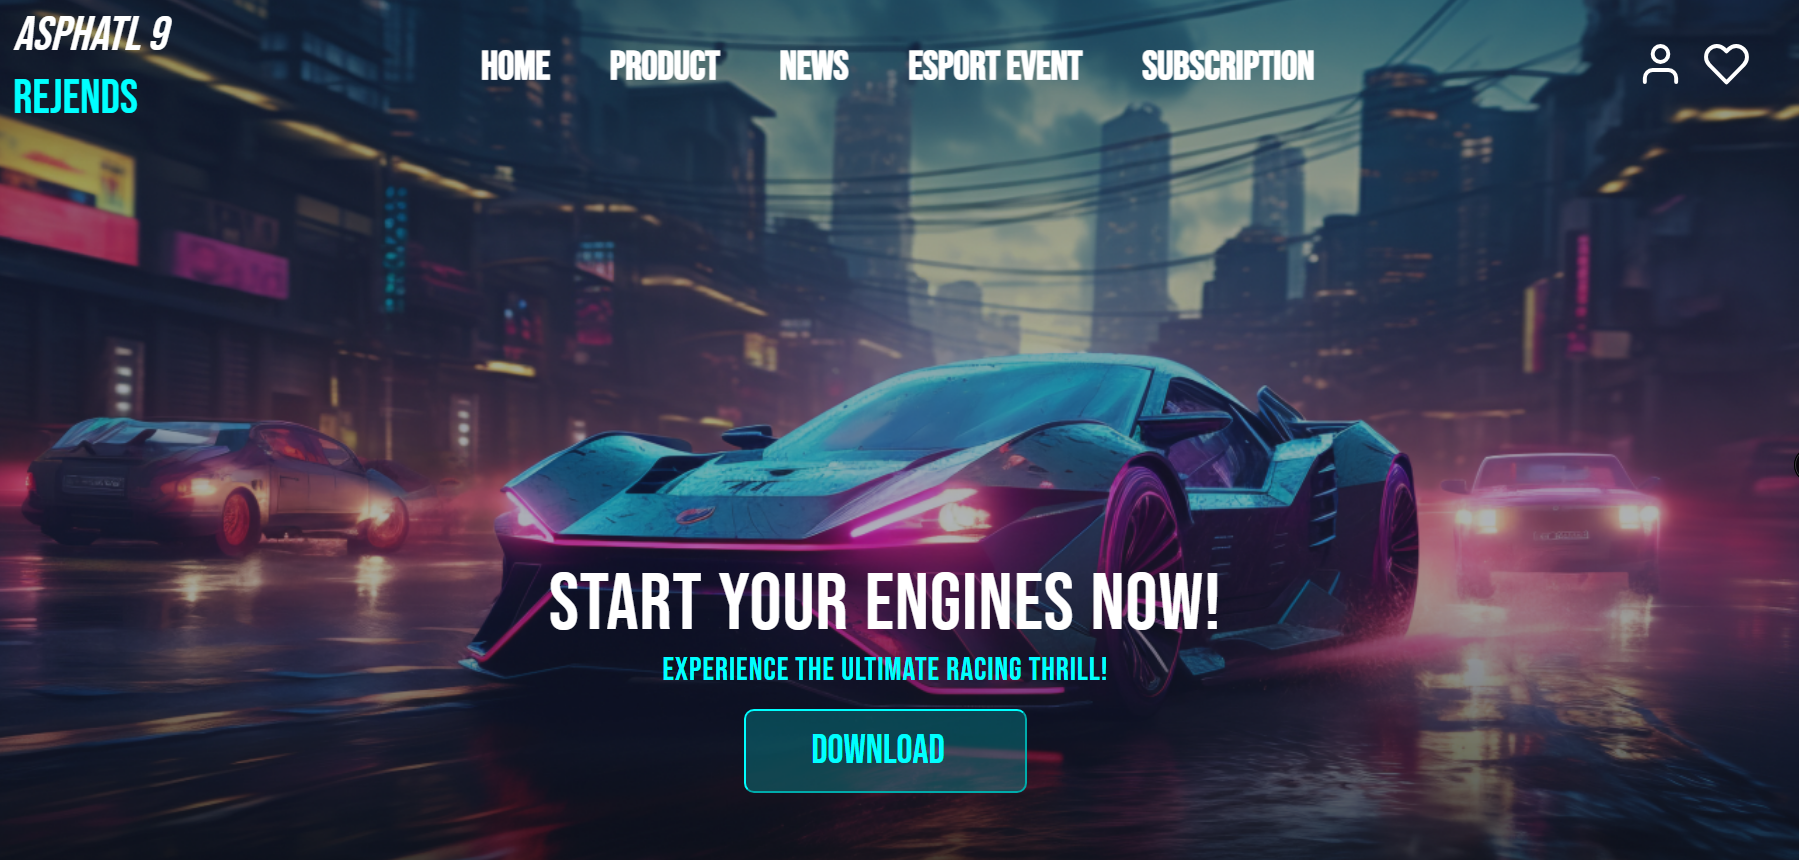 ASPHATL 9
REJENDS
HOME PRODUCT NEWS ESPORT EVENT SUBSCRIPTION
START YOUR ENGINES NOW!
EXPERIENCE THE ULTIMATE RACING THRILL!
DOWNLOAD